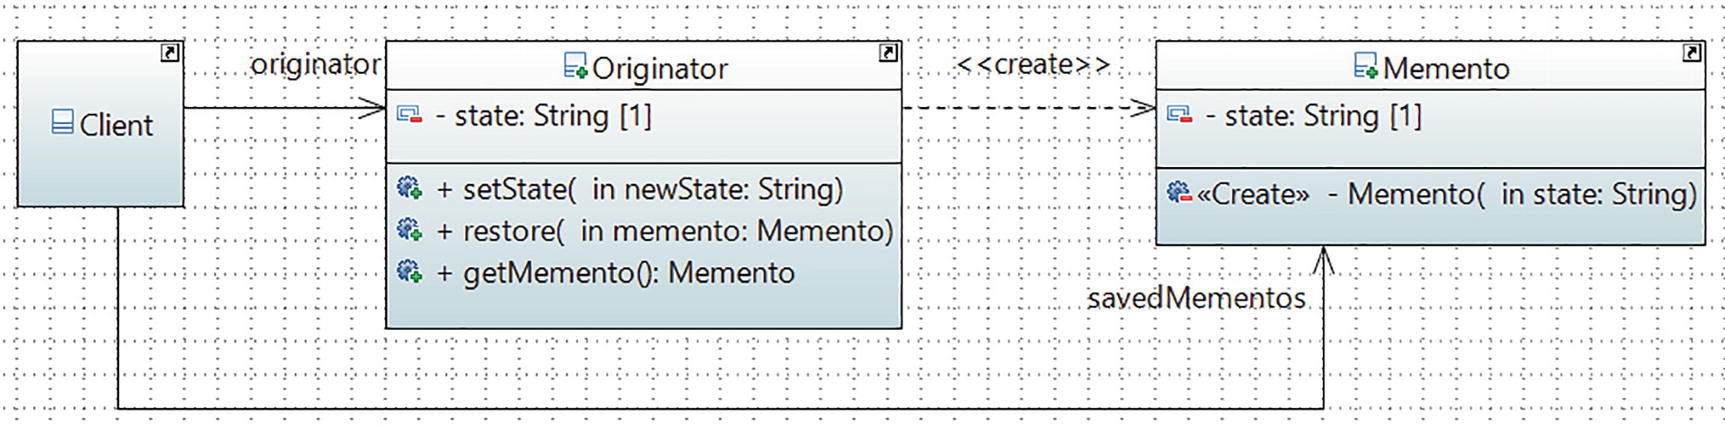 Client
originator
Originator
- state: String [1]
+ setState( in newState: String)
+ restore( in memento: Memento)
+ getMemento(): Memento
<<create>>
Memento
- state: String [1]
«Create» - Memento( in state: String)
savedMementos